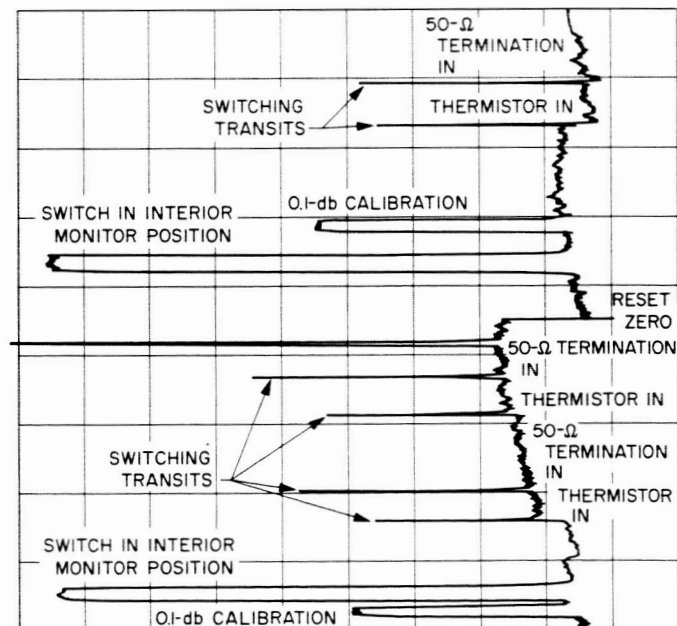 50-Ω
TERMINATION
IN
SWITCHING
TRANSITS
THERMISTOR IN
0.1-db CALIBRATION
SWITCH IN INTERIOR
MONITOR POSITION
RESET
ZERO
50-Ω TERMINATION
IN
THERMISTOR IN
50-Ω
TERMINATION
IN
SWITCHING
TRANSITS
THERMISTOR
IN
SWITCH IN INTERIOR
MONITOR POSITION
0.1-db CALIBRATION